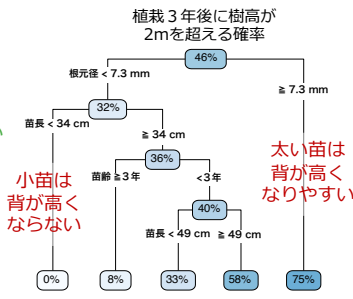 植栽３年後に樹高が
2mを超える確率
46%
根元径 < 7.3 mm
≧ 7.3 mm
32%
苗長 < 34 cm
≧ 34 cm
36%
小苗は
背が高く
ならない
太い苗は
背が高く
なりやすい
苗齢 ≧３年
<３年
40%
苗長 < 49 cm
≧ 49 cm
0%
8%
33%
58%
75%